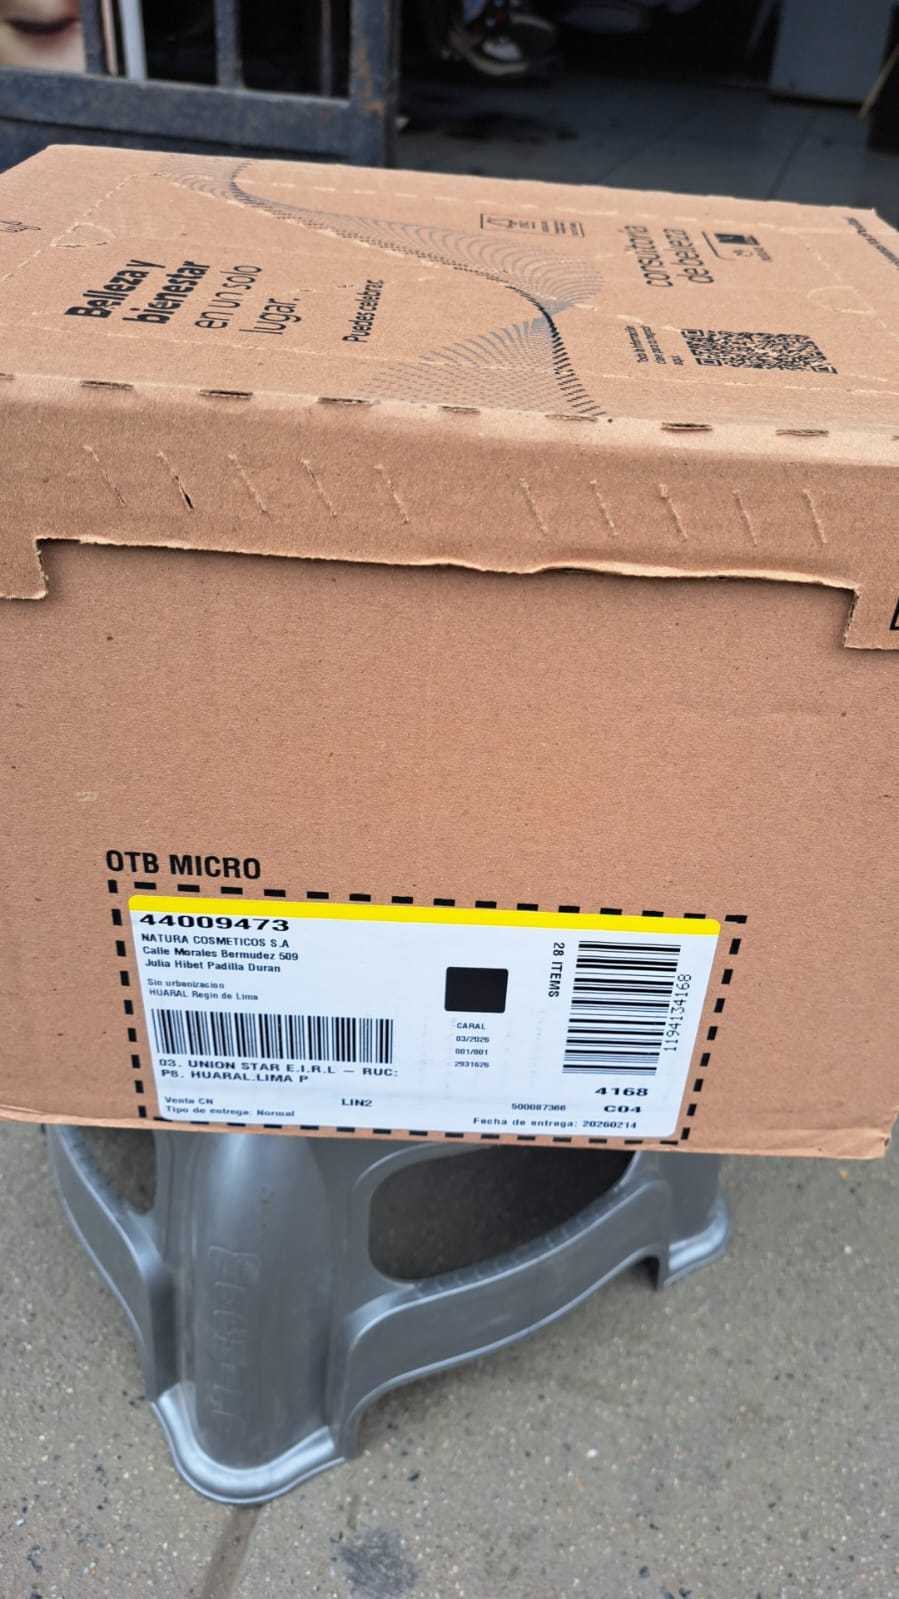 Belleza y
bienestar
en un solo
lugar.
Puedes celebrar.
consultoría
de belleza
OTB MICRO
44009473
NATURA COSMETICOS S.A
Calle Morales Bermudez 509
Julia Hibet Padilla Duran
Sin urbanizacion
HUARAL Regin de Lima
CARAL
03/2026
001/001
2931626
28 ITEMS
1194134168
03. UNION STAR E.I.R.L – RUC:
P6. HUARAL.LIMA P
4168
Venta CN
LIN2
500087366
C04
Tipo de entrega: Normal
Fecha de entrega: 20260214